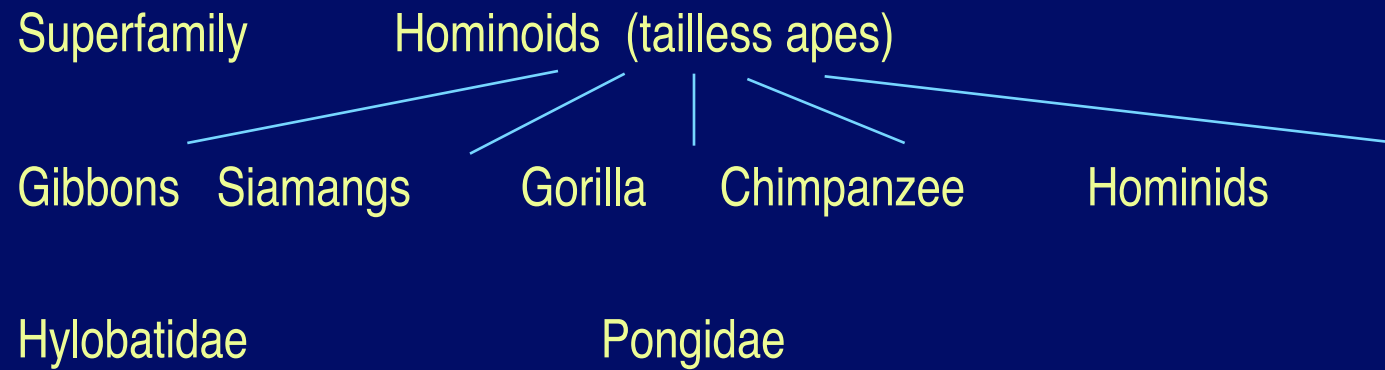 Superfamily Hominoids (tailless apes)
Gibbons Siamangs Gorilla Chimpanzee Hominids
Hylobatidae Pongidae